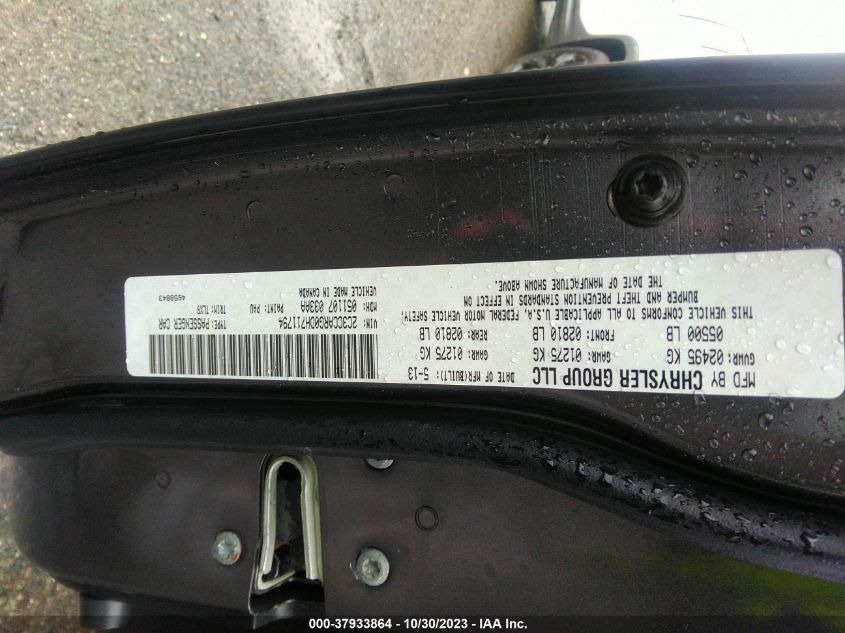 MFD BY CHRYSLER GROUP LLC DATE OF MFR(BUILT): 5-13
GVWR: 02495 KG GAWR: 01275 KG GAWR: 01275 KG
05500 LB FRONT: 02810 LB REAR: 02810 LB
THIS VEHICLE CONFORMS TO ALL APPLICABLE U.S.A. FEDERAL MOTOR VEHICLE SAFETY,
BUMPER AND THEFT PREVENTION STANDARDS IN EFFECT ON
THE DATE OF MANUFACTURE SHOWN ABOVE.
VIN: 2C3CCARG0DH711794 TYPE: PASSENGER CAR
MDH: 051107 033AA PAINT: PAU TRIM: TLX9
VEHICLE MADE IN CANADA 4658843
000-37933864 - 10/30/2023 - IAA Inc.